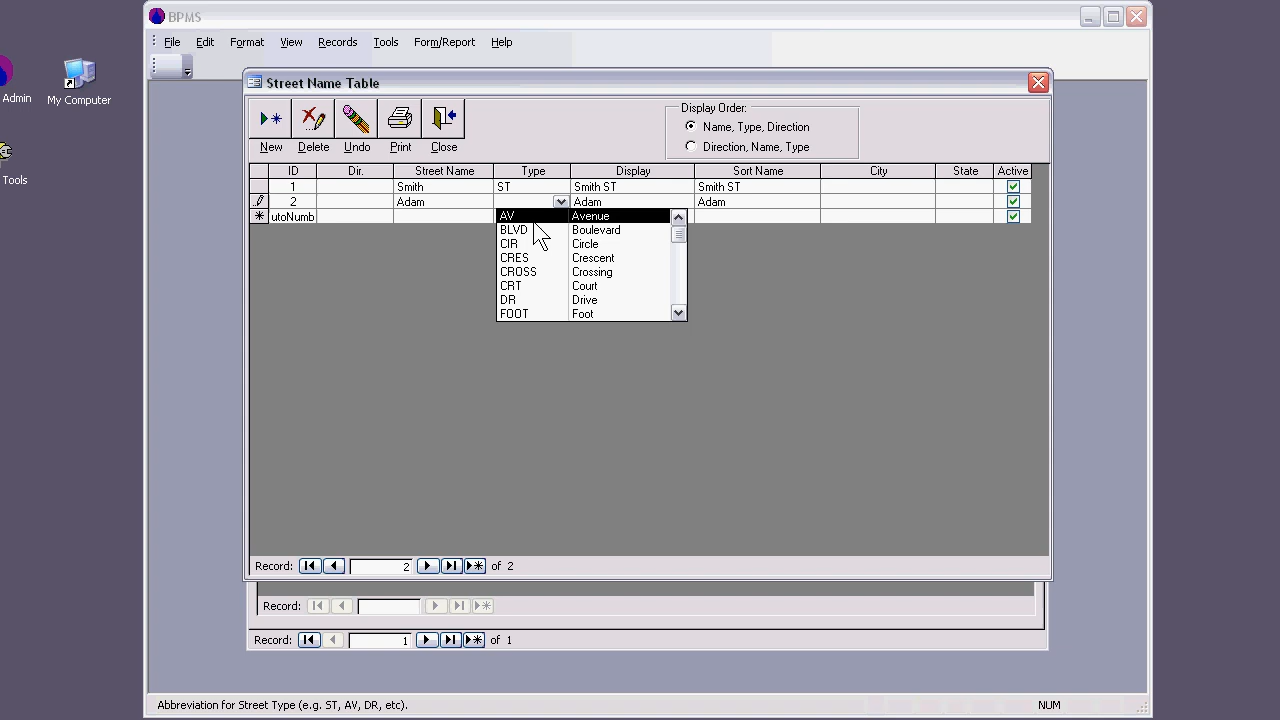 BPMS
File Edit Format View Records Tools Form/Report Help
Admin
My Computer
Tools
Street Name Table
New Delete Undo Print Close
Display Order:
Name, Type, Direction
Direction, Name, Type
ID Dir. Street Name Type Display Sort Name City State Active
1 Smith ST Smith ST Smith ST
2 Adam Adam Adam
utoNumb
AV Avenue
BLVD Boulevard
CIR Circle
CRES Crescent
CROSS Crossing
CRT Court
DR Drive
FOOT Foot
Record: 2 of 2
Record:
Record: 1 of 1
Abbreviation for Street Type (e.g. ST, AV, DR, etc). NUM